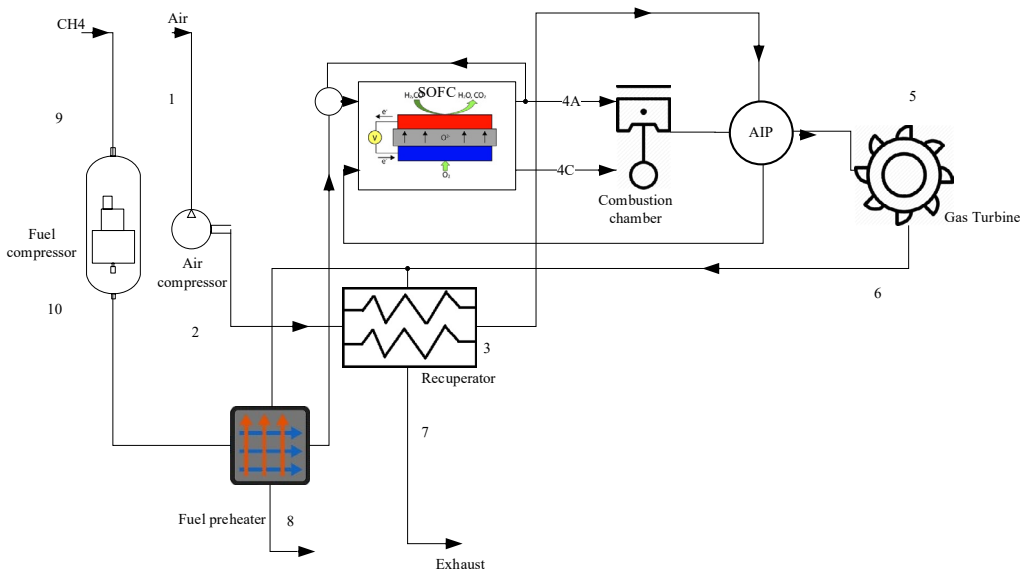 CH4
Air
SOFC
H₂,CO
H₂O, CO₂
e⁻
V
O²⁻
e⁻
O₂
4A
4C
AIP
1
5
9
Combustion
chamber
Gas Turbine
Fuel
compressor
Air
compressor
6
10
2
3
Recuperator
7
Fuel preheater
8
Exhaust